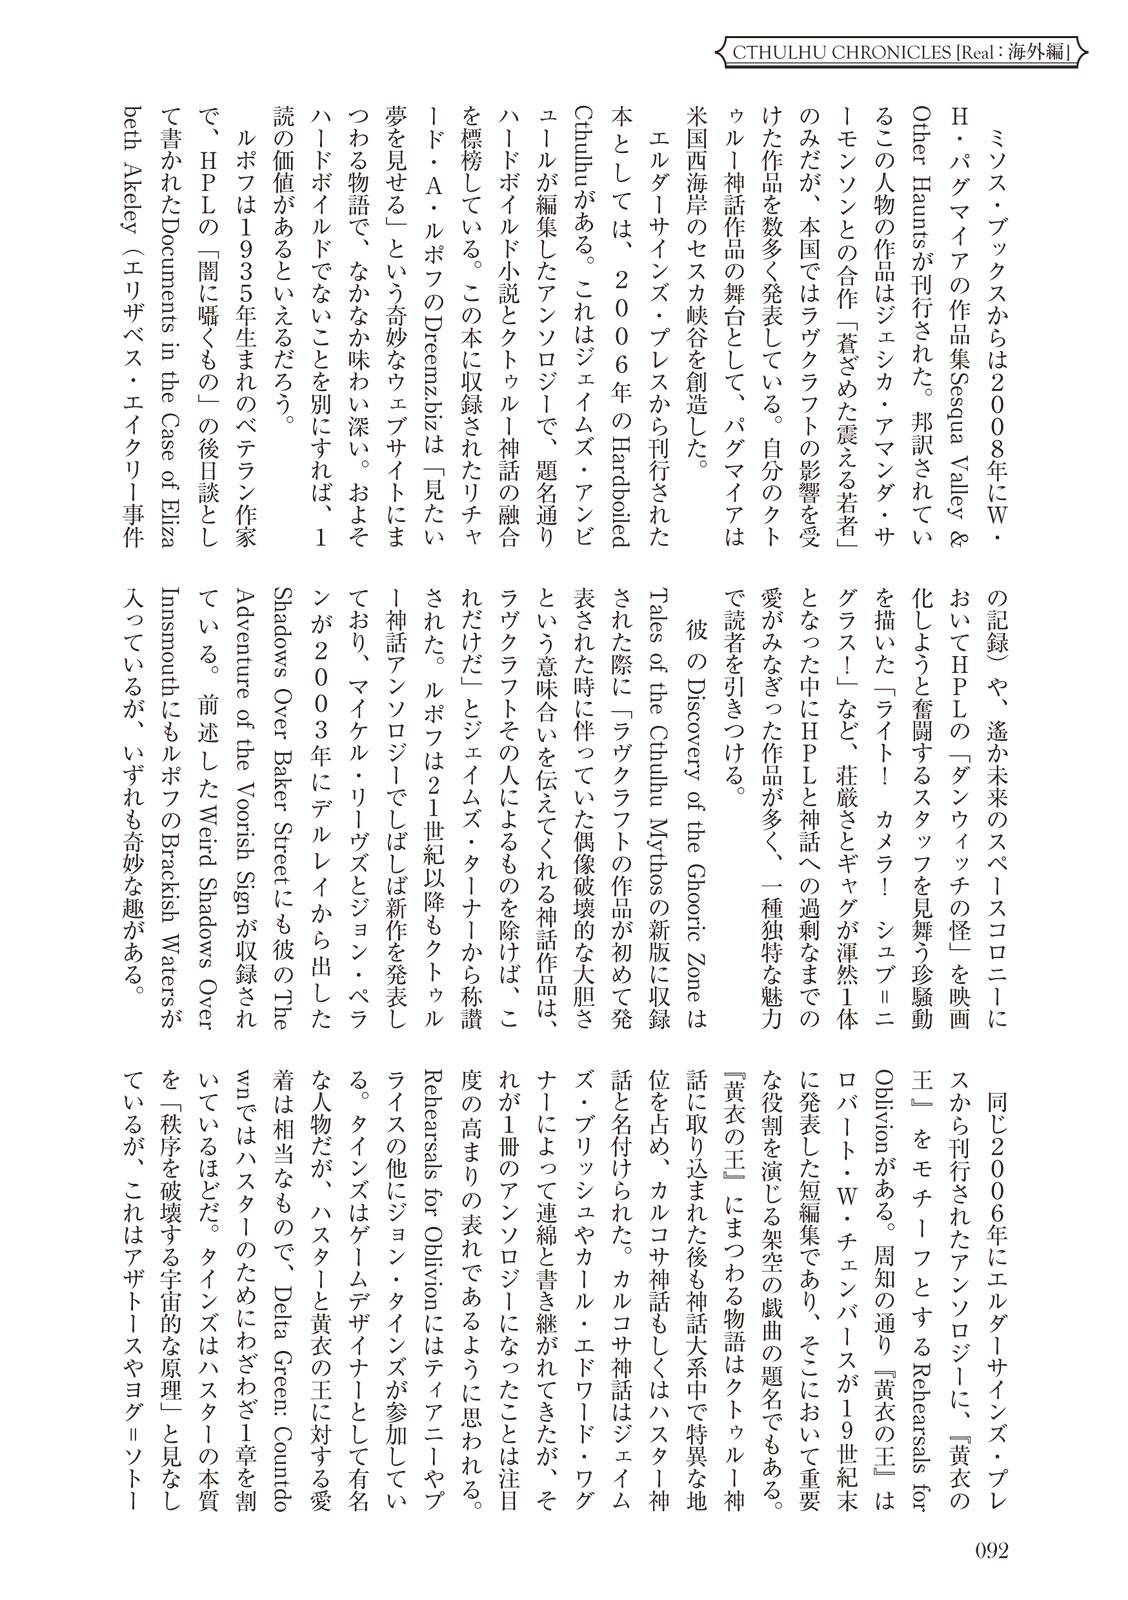 CTHULHU CHRONICLES [Real：海外編]
　ミソス・ブックスからは2008年にW・
H・パグマイアの作品集Sesqua Valley &
Other Hauntsが刊行された。邦訳されてい
るこの人物の作品はジェシカ・アマンダ・サ
ーモンソンとの合作「蒼ざめた震える若者」
のみだが、本国ではラヴクラフトの影響を受
けた作品を数多く発表している。自分のクト
ゥルー神話作品の舞台として、パグマイアは
米国西海岸のセスカ峡谷を創造した。
　エルダーサインズ・プレスから刊行された
本としては、2006年のHardboiled
Cthulhuがある。これはジェイムズ・アンビ
ュールが編集したアンソロジーで、題名通り
ハードボイルド小説とクトゥルー神話の融合
を標榜している。この本に収録されたリチャ
ード・A・ルポフのDreemz.bizは「見たい
夢を見せる」という奇妙なウェブサイトにま
つわる物語で、なかなか味わい深い。およそ
ハードボイルドでないことを別にすれば、1
読の価値があるといえるだろう。
　ルポフは1935年生まれのベテラン作家
で、HPLの「闇に囁くもの」の後日談とし
て書かれたDocuments in the Case of Eliza
beth Akeley（エリザベス・エイクリー事件
の記録）や、遙か未来のスペースコロニーに
おいてHPLの「ダンウィッチの怪」を映画
化しようと奮闘するスタッフを見舞う珍騒動
を描いた「ライト！　カメラ！　シュブ＝ニ
グラス！」など、荘厳さとギャグが渾然1体
となった中にHPLと神話への過剰なまでの
愛がみなぎった作品が多く、一種独特な魅力
で読者を引きつける。
　彼のDiscovery of the Ghooric Zoneは
Tales of the Cthulhu Mythosの新版に収録
された際に「ラヴクラフトの作品が初めて発
表された時に伴っていた偶像破壊的な大胆さ
という意味合いを伝えてくれる神話作品は、
ラヴクラフトその人によるものを除けば、こ
れだけだ」とジェイムズ・ターナーから称讃
された。ルポフは21世紀以降もクトゥル
ー神話アンソロジーでしばしば新作を発表し
ており、マイケル・リーヴズとジョン・ペラ
ンが2003年にデルレイから出した
Shadows Over Baker Streetにも彼のThe
Adventure of the Voorish Signが収録され
ている。前述したWeird Shadows Over
InnsmouthにもルポフのBrackish Watersが
入っているが、いずれも奇妙な趣がある。
　同じ2006年にエルダーサインズ・プレ
スから刊行されたアンソロジーに、『黄衣の
王』をモチーフとするRehearsals for
Oblivionがある。周知の通り『黄衣の王』は
ロバート・W・チェンバースが19世紀末
に発表した短編集であり、そこにおいて重要
な役割を演じる架空の戯曲の題名でもある。
『黄衣の王』にまつわる物語はクトゥルー神
話に取り込まれた後も神話大系中で特異な地
位を占め、カルコサ神話もしくはハスター神
話と名付けられた。カルコサ神話はジェイム
ズ・ブリッシュやカール・エドワード・ワグ
ナーによって連綿と書き継がれてきたが、そ
れが1冊のアンソロジーになったことは注目
度の高まりの表れであるように思われる。
Rehearsals for Oblivionにはティアニーやプ
ライスの他にジョン・タインズが参加してい
る。タインズはゲームデザイナーとして有名
な人物だが、ハスターと黄衣の王に対する愛
着は相当なもので、Delta Green: Countdo
wnではハスターのためにわざわざ1章を割
いているほどだ。タインズはハスターの本質
を「秩序を破壊する宇宙的な原理」と見なし
ているが、これはアザトースやヨグ＝ソトー
092